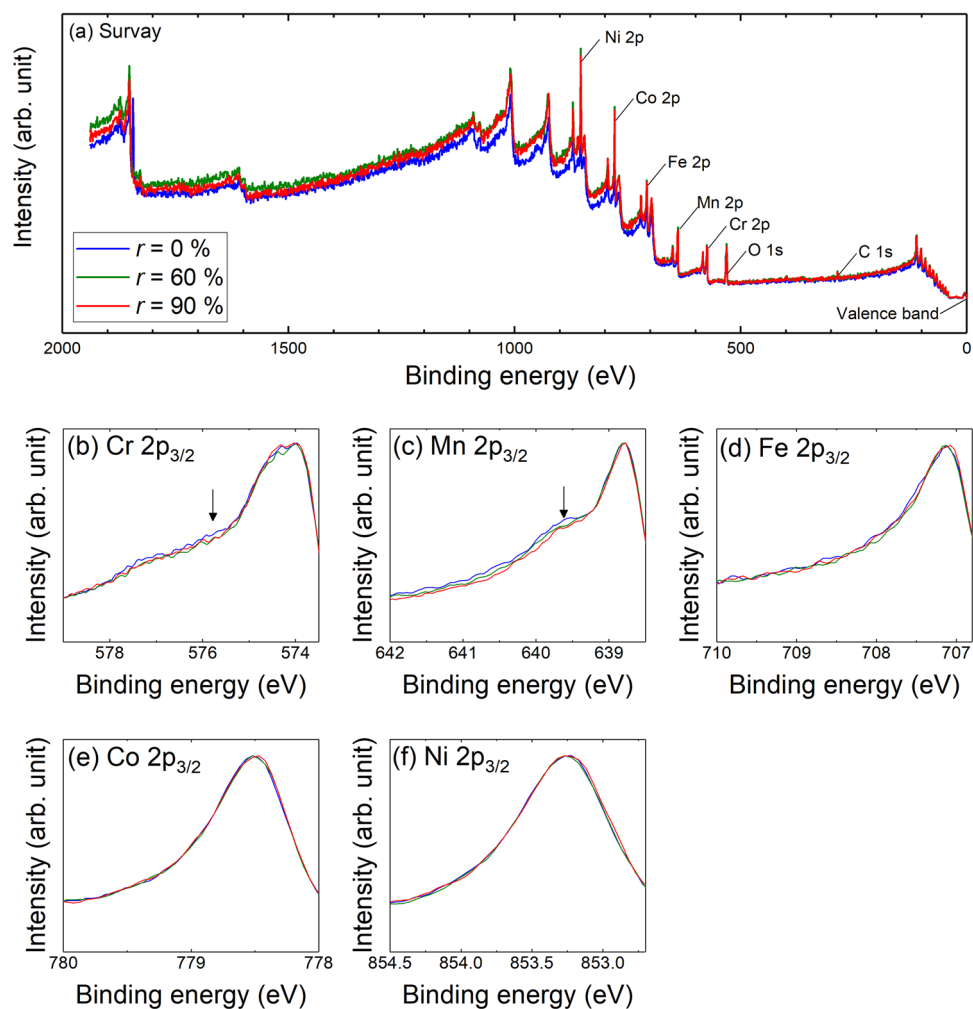 (a) Survay
Intensity (arb. unit)
Ni 2p
Co 2p
Fe 2p
Mn 2p
Cr 2p
O 1s
C 1s
Valence band
r = 0 %
r = 60 %
r = 90 %
2000 1500 1000 500 0
Binding energy (eV)
(b) Cr 2p3/2
Intensity (arb. unit)
578 576 574
Binding energy (eV)
(c) Mn 2p3/2
Intensity (arb. unit)
642 641 640 639
Binding energy (eV)
(d) Fe 2p3/2
Intensity (arb. unit)
710 709 708 707
Binding energy (eV)
(e) Co 2p3/2
Intensity (arb. unit)
780 779 778
Binding energy (eV)
(f) Ni 2p3/2
Intensity (arb. unit)
854.5 854.0 853.5 853.0
Binding energy (eV)